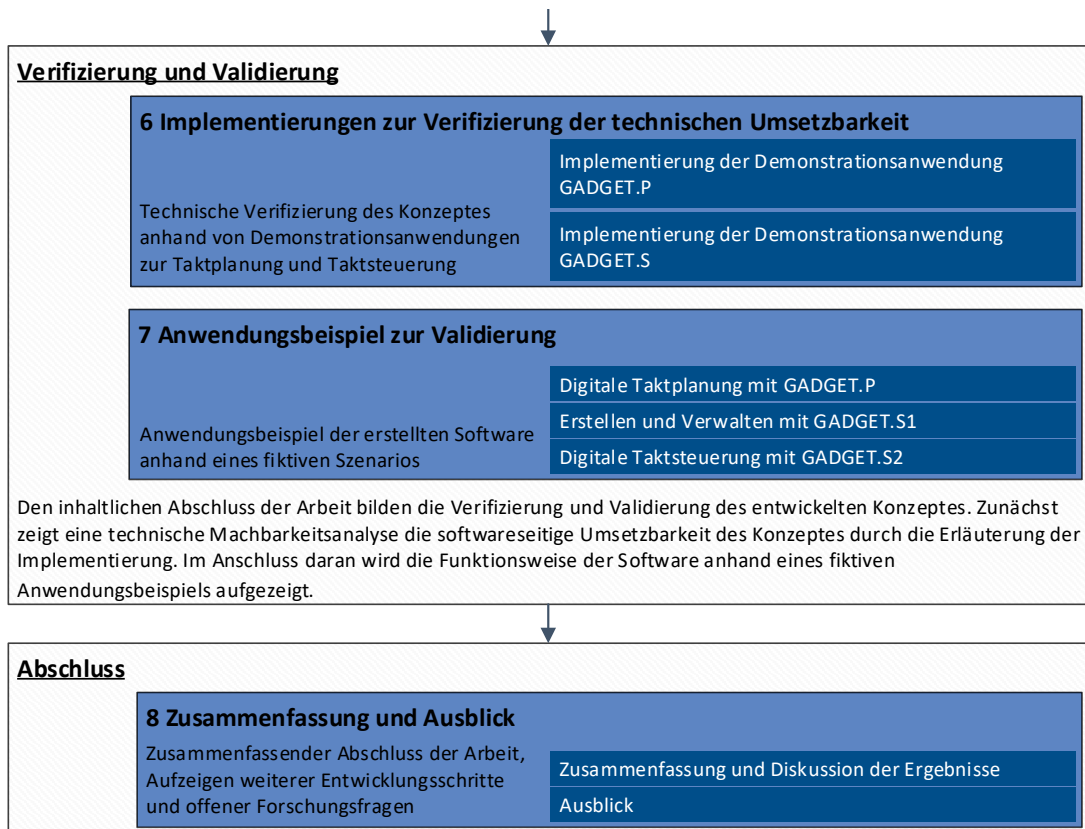 Verifizierung und Validierung
6 Implementierungen zur Verifizierung der technischen Umsetzbarkeit
Technische Verifizierung des Konzeptes
anhand von Demonstrationsanwendungen
zur Taktplanung und Taktsteuerung
Implementierung der Demonstrationsanwendung
GADGET.P
Implementierung der Demonstrationsanwendung
GADGET.S
7 Anwendungsbeispiel zur Validierung
Anwendungsbeispiel der erstellten Software
anhand eines fiktiven Szenarios
Digitale Taktplanung mit GADGET.P
Erstellen und Verwalten mit GADGET.S1
Digitale Taktsteuerung mit GADGET.S2
Den inhaltlichen Abschluss der Arbeit bilden die Verifizierung und Validierung des entwickelten Konzeptes. Zunächst
zeigt eine technische Machbarkeitsanalyse die softwareseitige Umsetzbarkeit des Konzeptes durch die Erläuterung der
Implementierung. Im Anschluss daran wird die Funktionsweise der Software anhand eines fiktiven
Anwendungsbeispiels aufgezeigt.
Abschluss
8 Zusammenfassung und Ausblick
Zusammenfassender Abschluss der Arbeit,
Aufzeigen weiterer Entwicklungsschritte
und offener Forschungsfragen
Zusammenfassung und Diskussion der Ergebnisse
Ausblick